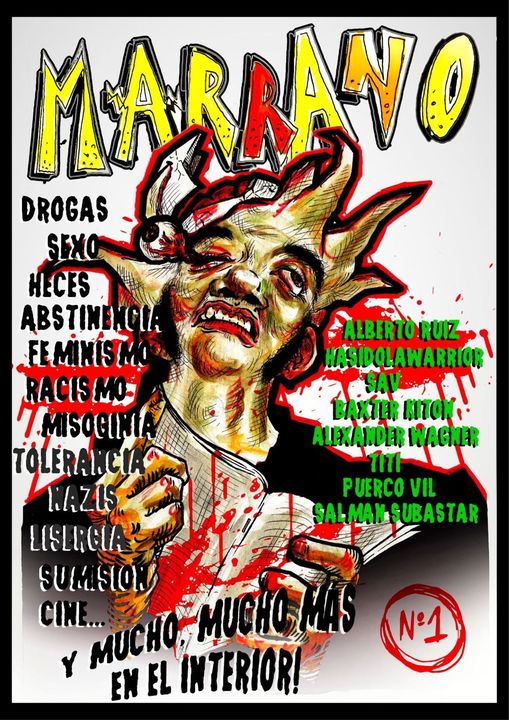 MARRANO
DROGAS
SEXO
HECES
ABSTINENCIA
FEMINISMO
RACISMO
MISOGINIA
TOLERANCIA
NAZIS
LISERGIA
SUMISION
CINE...
Y MUCHO, MUCHO MÁS
EN EL INTERIOR!
ALBERTO RUIZ
HASIDOLAWARRIOR
SAV
BAXTER KITON
ALEXANDER WAGNER
TITI
PUERCO VIL
SALMAN SUBASTAR
Nº1